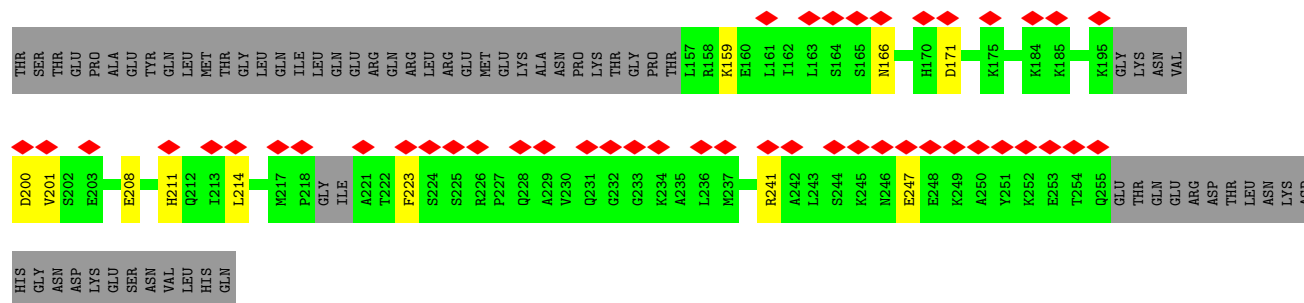 THR SER THR GLU PRO ALA GLU TYR GLN LEU MET THR GLY LEU GLN ILE LEU GLN GLU ARG GLN ARG LEU ARG GLU MET GLU LYS ALA ASN PRO LYS THR GLY PRO THR L157 R158 K159 E160 L161 I162 L163 S164 S165 N166 H170 D171 K175 K184 K185 K195 GLY LYS ASN VAL
D200 V201 S202 E203 E208 H211 Q212 I213 L214 M217 P218 GLY ILE A221 T222 F223 S224 S225 R226 P227 Q228 A229 V230 Q231 G232 G233 K234 A235 L236 M237 R241 A242 L243 S244 K245 N246 E247 E248 K249 A250 Y251 K252 E253 T254 Q255 GLU THR GLN GLU ARG ASP THR LEU ASN LYS
HIS GLY ASN ASP LYS GLU SER ASN VAL LEU HIS GLN